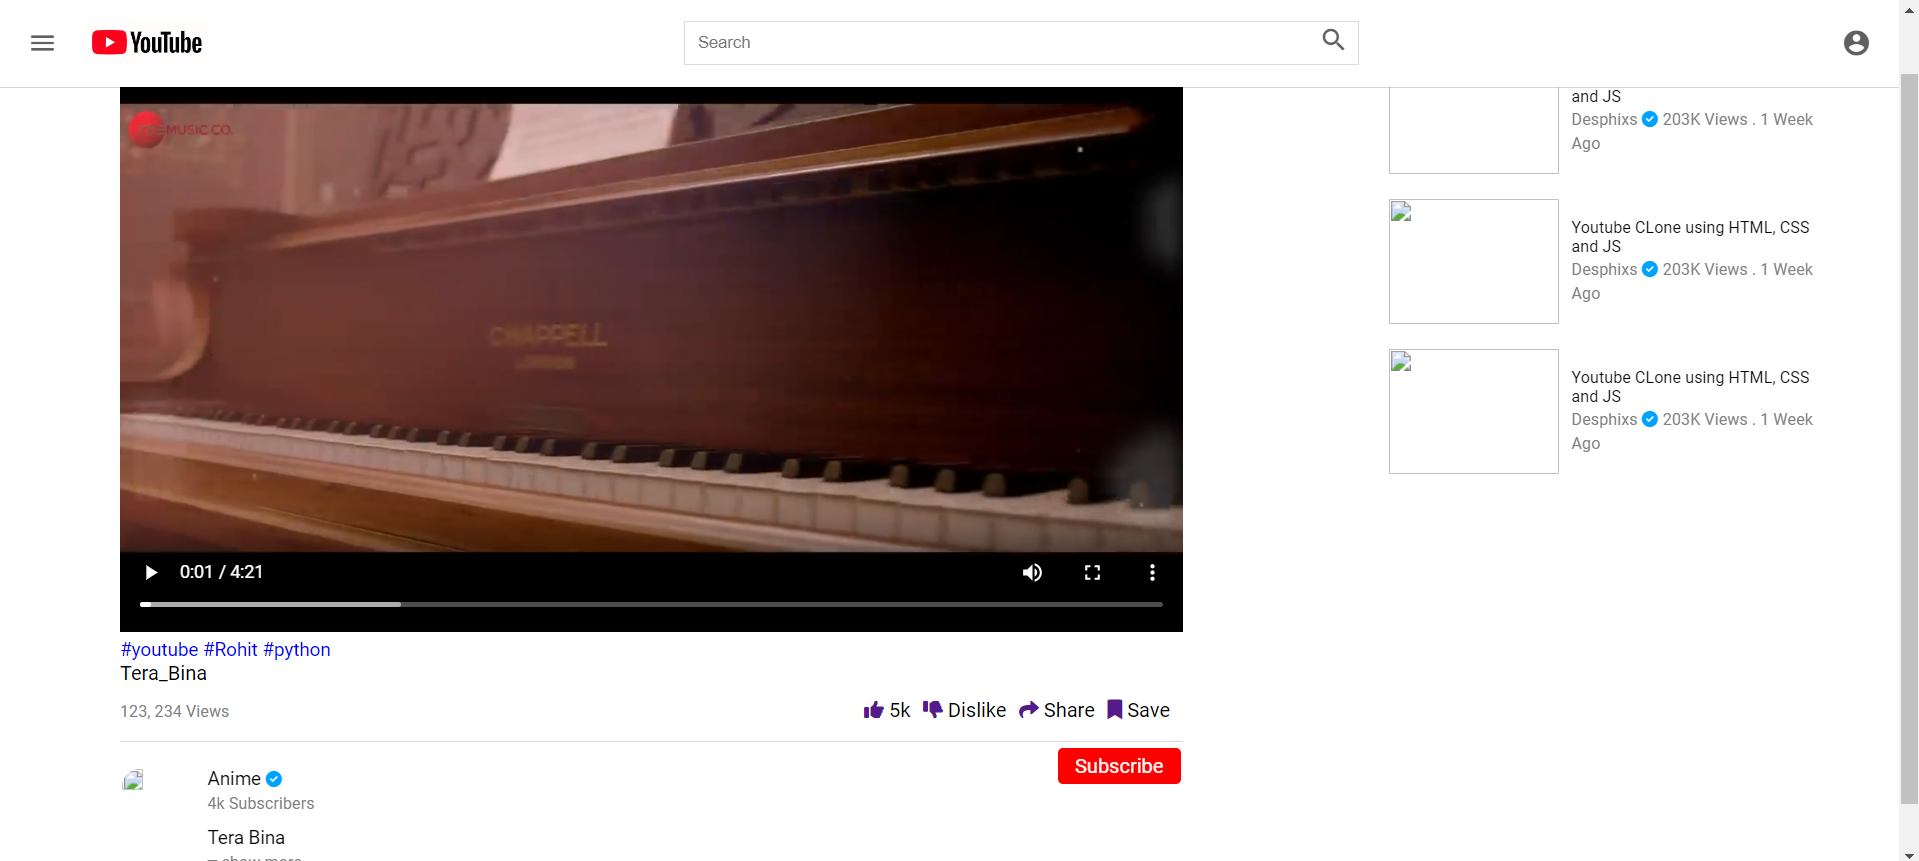 YouTube
Search
MUSIC CO.
CHAPPELL
0:01 / 4:21
#youtube #Rohit #python
Tera_Bina
123, 234 Views
5k Dislike Share Save
Subscribe
Anime
4k Subscribers
Tera Bina
and JS
Desphixs 203K Views . 1 Week
Ago
Youtube CLone using HTML, CSS
and JS
Desphixs 203K Views . 1 Week
Ago
Youtube CLone using HTML, CSS
and JS
Desphixs 203K Views . 1 Week
Ago